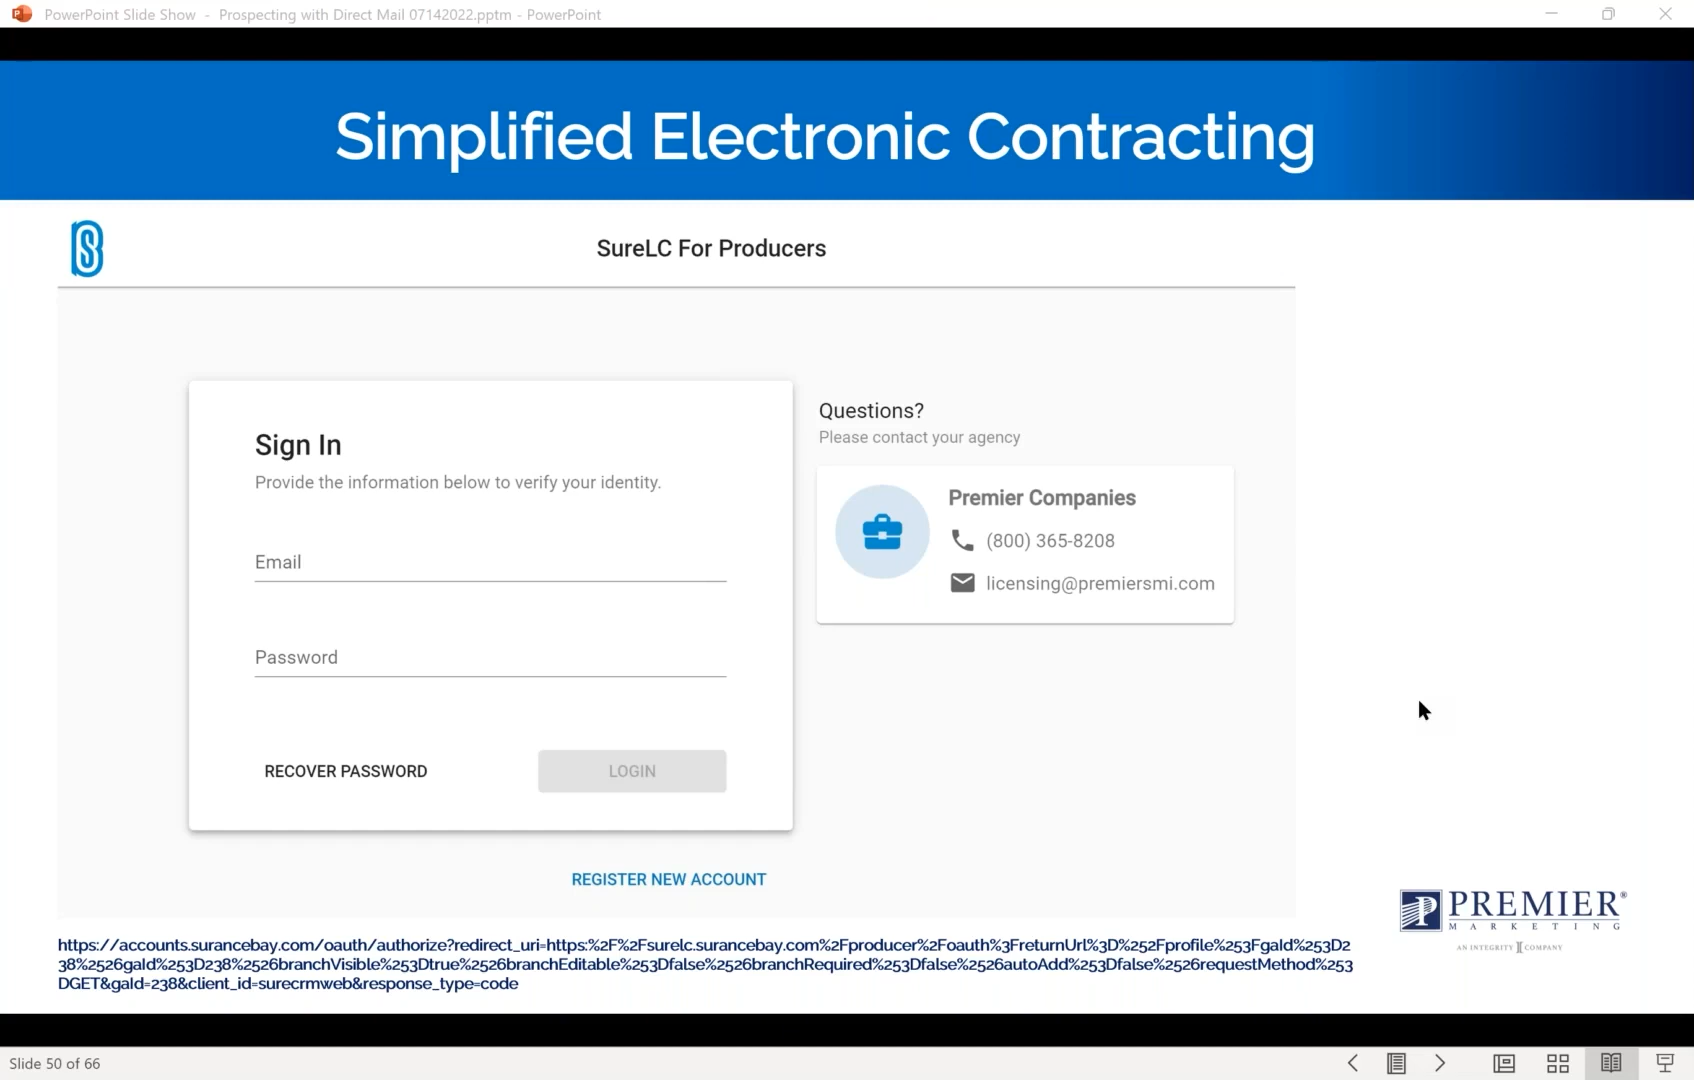 PowerPoint Slide Show - Prospecting with Direct Mail 07142022.pptm - PowerPoint
Simplified Electronic Contracting
SureLC For Producers
Sign In
Provide the information below to verify your identity.
Email
Password
RECOVER PASSWORD
LOGIN
REGISTER NEW ACCOUNT
Questions?
Please contact your agency
Premier Companies
(800) 365-8208
licensing@premiersmi.com
PREMIER®
MARKETING
AN INTEGRITY COMPANY
https://accounts.surancebay.com/oauth/authorize?redirect_uri=https:%2F%2Fsurelc.surancebay.com%2Fproducer%2Foauth%3FreturnUrl%3D%252Fprofile%253FgaId%253D2
38%2526gaId%253D238%2526branchVisible%253Dtrue%2526branchEditable%253Dfalse%2526branchRequired%253Dfalse%2526autoAdd%253Dfalse%2526requestMethod%253
DGET&gaId=238&client_id=surecrmweb&response_type=code
Slide 50 of 66